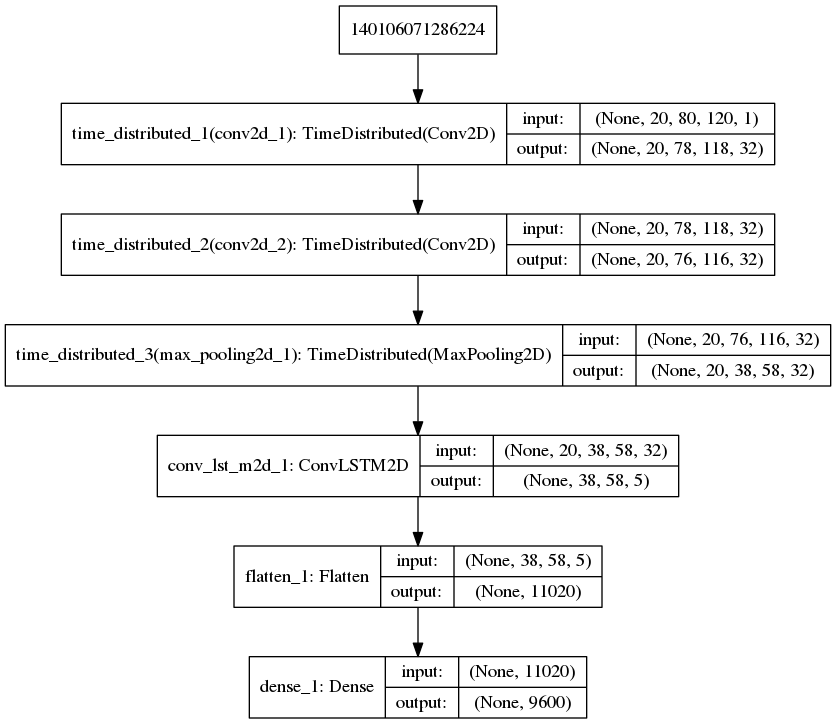 140106071286224
time_distributed_1(conv2d_1): TimeDistributed(Conv2D)
input: (None, 20, 80, 120, 1)
output: (None, 20, 78, 118, 32)
time_distributed_2(conv2d_2): TimeDistributed(Conv2D)
input: (None, 20, 78, 118, 32)
output: (None, 20, 76, 116, 32)
time_distributed_3(max_pooling2d_1): TimeDistributed(MaxPooling2D)
input: (None, 20, 76, 116, 32)
output: (None, 20, 38, 58, 32)
conv_lst_m2d_1: ConvLSTM2D
input: (None, 20, 38, 58, 32)
output: (None, 38, 58, 5)
flatten_1: Flatten
input: (None, 38, 58, 5)
output: (None, 11020)
dense_1: Dense
input: (None, 11020)
output: (None, 9600)